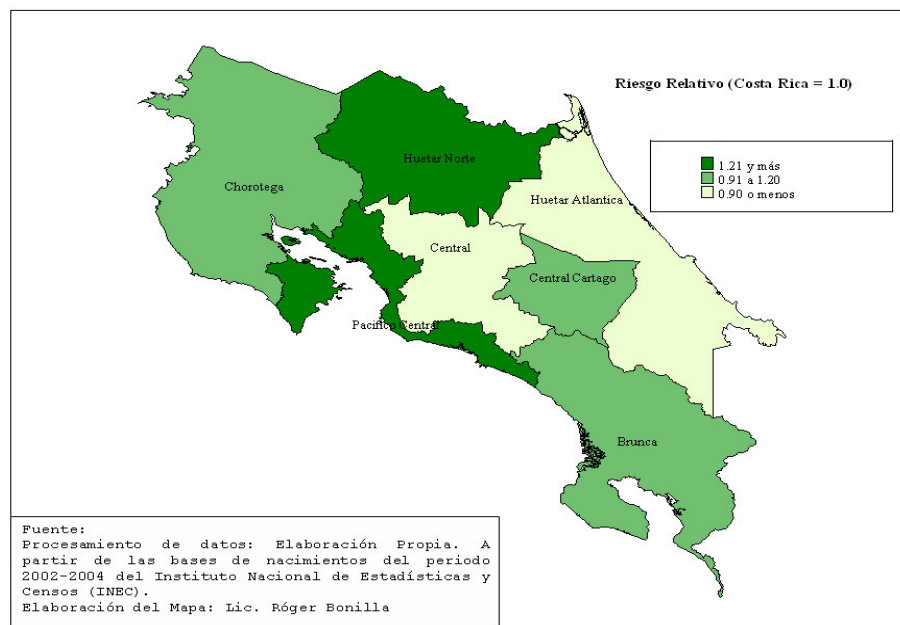 Riesgo Relativo (Costa Rica = 1.0)
1.21 y más
0.91 a 1.20
0.90 o menos
Huetar Norte
Chorotega
Huetar Atlantica
Central
Central Cartago
Pacifico Central
Brunca
Fuente:
Procesamiento de datos: Elaboración Propia. A
partir de las bases de nacimientos del periodo
2002-2004 del Instituto Nacional de Estadísticas y
Censos (INEC).
Elaboración del Mapa: Lic. Róger Bonilla